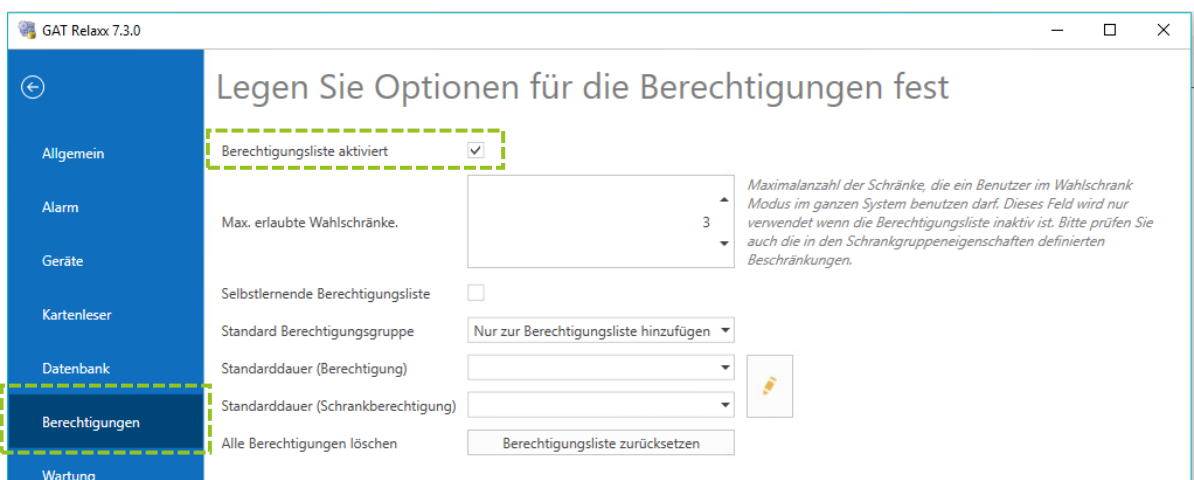 GAT Relaxx 7.3.0
Legen Sie Optionen für die Berechtigungen fest
Allgemein
Alarm
Geräte
Kartenleser
Datenbank
Berechtigungen
Wartung
Berechtigungsliste aktiviert
Max. erlaubte Wahlschränke.
3
Maximalanzahl der Schränke, die ein Benutzer im Wahlschrank
Modus im ganzen System benutzen darf. Dieses Feld wird nur
verwendet wenn die Berechtigungsliste inaktiv ist. Bitte prüfen Sie
auch die in den Schrankgruppeneigenschaften definierten
Beschränkungen.
Selbstlernende Berechtigungsliste
Standard Berechtigungsgruppe
Nur zur Berechtigungsliste hinzufügen
Standarddauer (Berechtigung)
Standarddauer (Schrankberechtigung)
Alle Berechtigungen löschen
Berechtigungsliste zurücksetzen